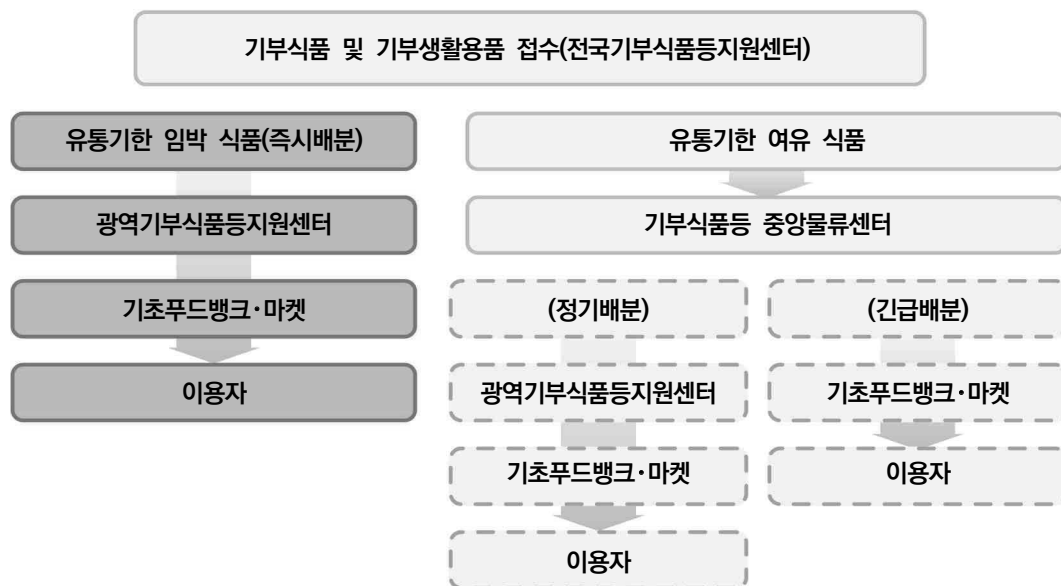 기부식품 및 기부생활용품 접수(전국기부식품등지원센터)
유통기한 임박 식품(즉시배분)
광역기부식품등지원센터
기초푸드뱅크·마켓
이용자
유통기한 여유 식품
기부식품등 중앙물류센터
(정기배분)
광역기부식품등지원센터
기초푸드뱅크·마켓
이용자
(긴급배분)
기초푸드뱅크·마켓
이용자